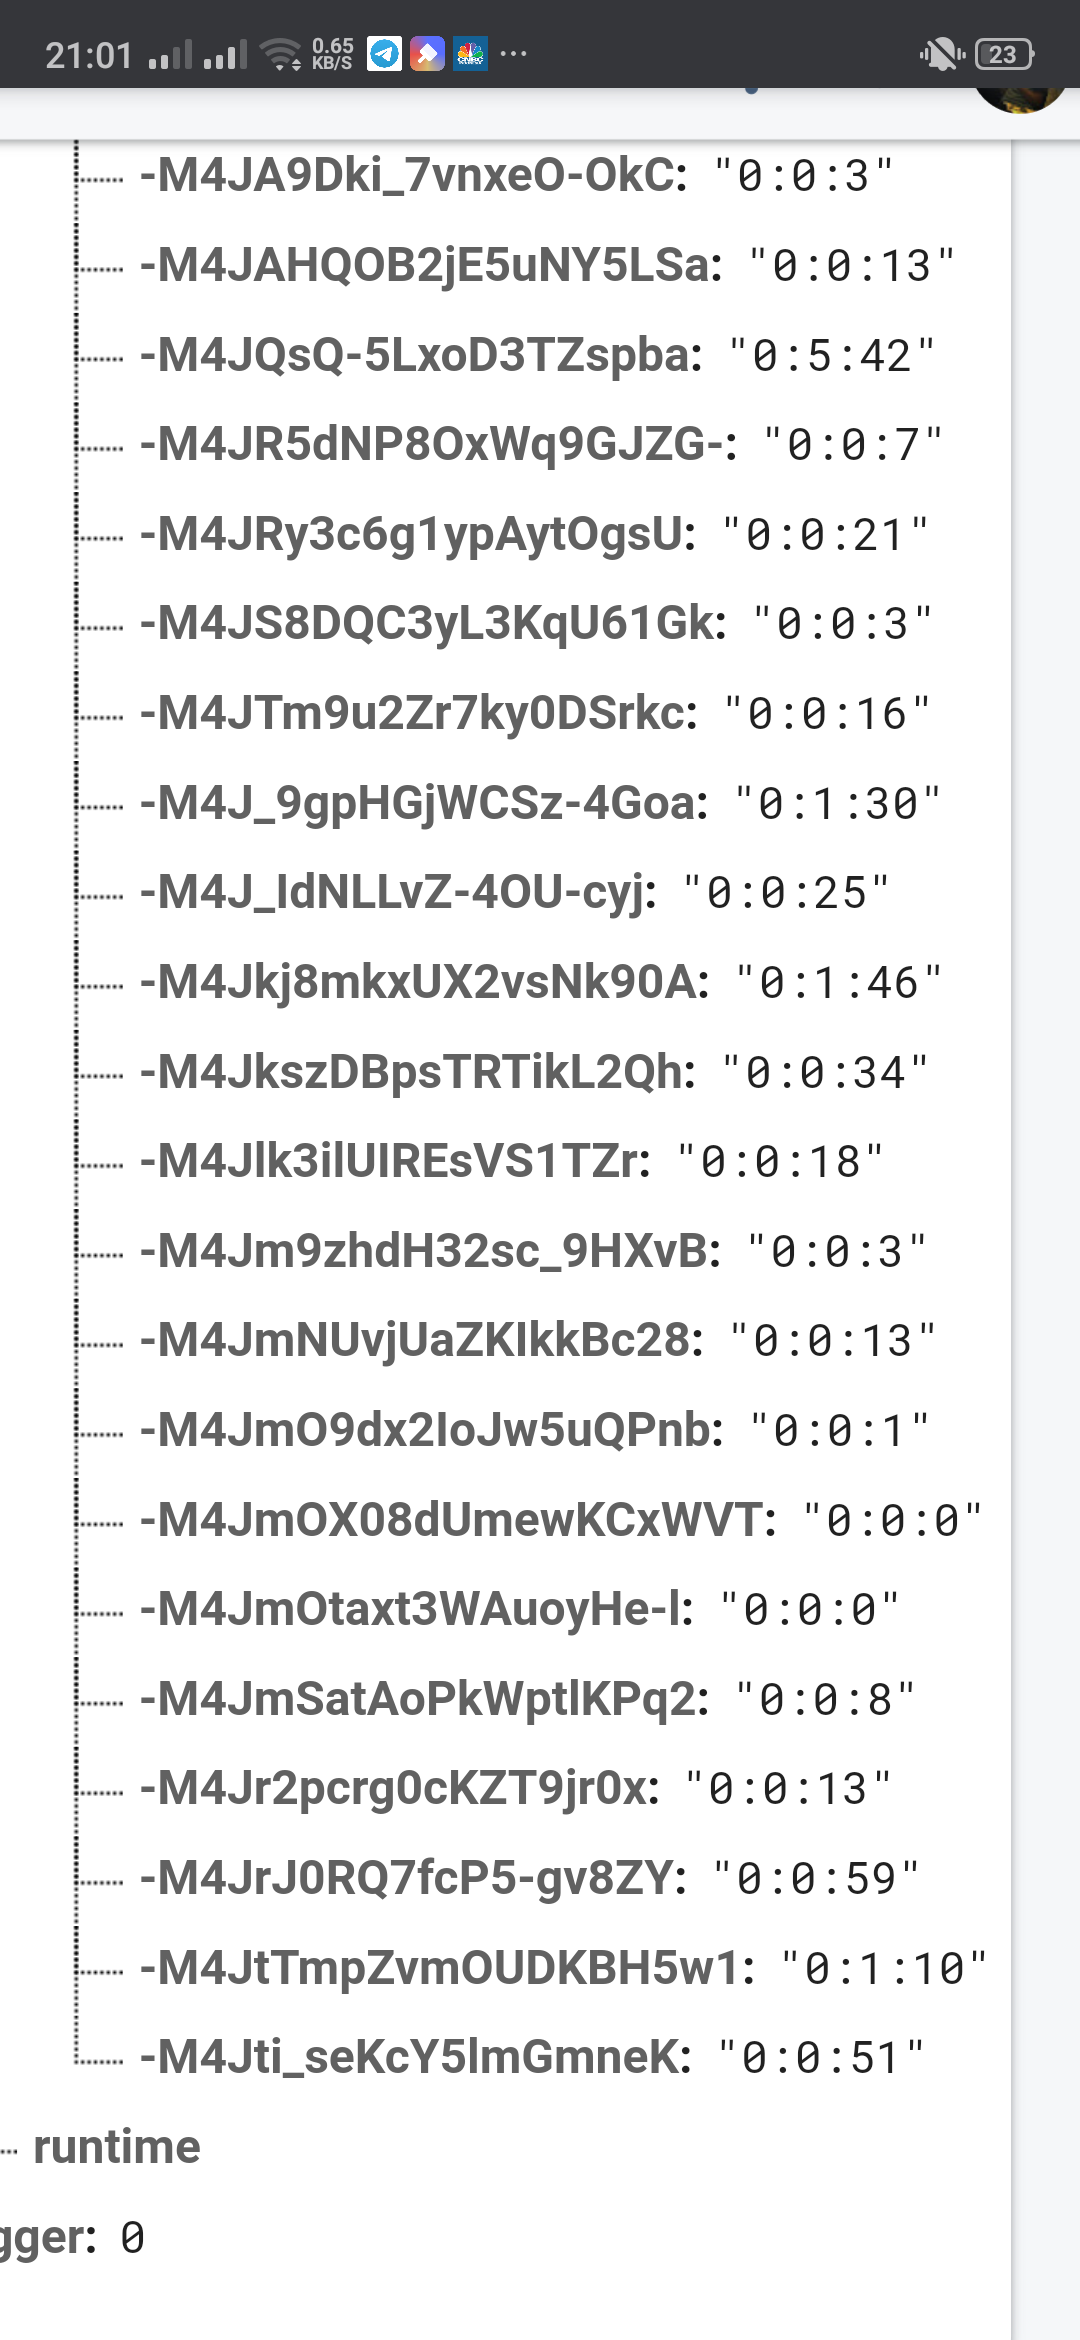 21:01 0.65 KB/S 23
-M4JA9Dki_7vnxeO-OkC: "0:0:3"
-M4JAHQOB2jE5uNY5LSa: "0:0:13"
-M4JQsQ-5LxoD3TZspba: "0:5:42"
-M4JR5dNP8OxWq9GJZG-: "0:0:7"
-M4JRy3c6g1ypAytOgsU: "0:0:21"
-M4JS8DQC3yL3KqU61Gk: "0:0:3"
-M4JTm9u2Zr7ky0DSrkc: "0:0:16"
-M4J_9gpHGjWCSz-4Goa: "0:1:30"
-M4J_IdNLLvZ-4OU-cyj: "0:0:25"
-M4Jkj8mkxUX2vsNk90A: "0:1:46"
-M4JkszDBpsTRTikL2Qh: "0:0:34"
-M4Jlk3ilUIREsVS1TZr: "0:0:18"
-M4Jm9zhdH32sc_9HXvB: "0:0:3"
-M4JmNUvjUaZKIkkBc28: "0:0:13"
-M4JmO9dx2IoJw5uQPnb: "0:0:1"
-M4JmOX08dUmewKCxWVT: "0:0:0"
-M4JmOtaxt3WAuoyHe-l: "0:0:0"
-M4JmSatAoPkWptlKPq2: "0:0:8"
-M4Jr2pcrg0cKZT9jr0x: "0:0:13"
-M4JrJ0RQ7fcP5-gv8ZY: "0:0:59"
-M4JtTmpZvmOUDKBH5w1: "0:1:10"
-M4Jti_seKcY5lmGmneK: "0:0:51"
runtime
gger: 0